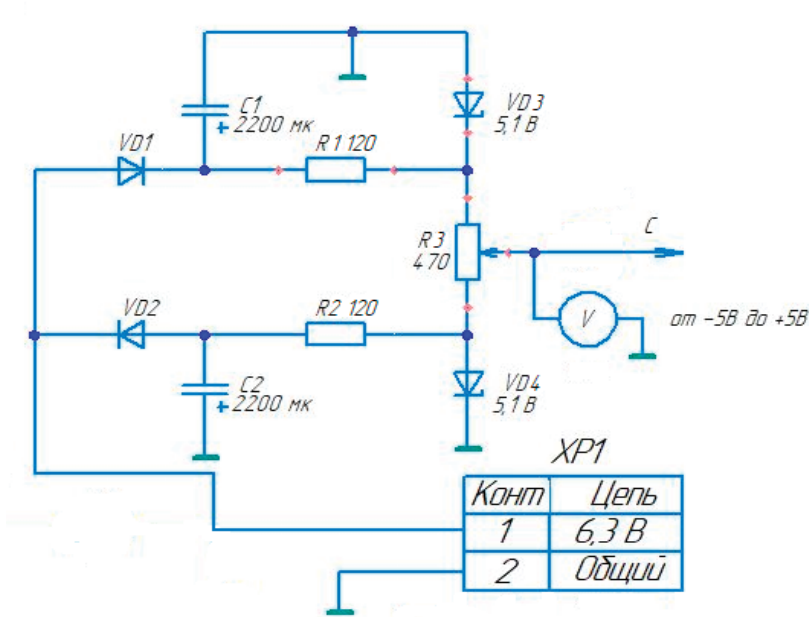 C1
+ 2200 мк
VD3
5,1 В
VD1
R1 120
R3
470
C
VD2
R2 120
V
от -5В до +5В
C2
+ 2200 мк
VD4
5,1 В
XP1
Конт Цепь
1 6,3 В
2 Общий